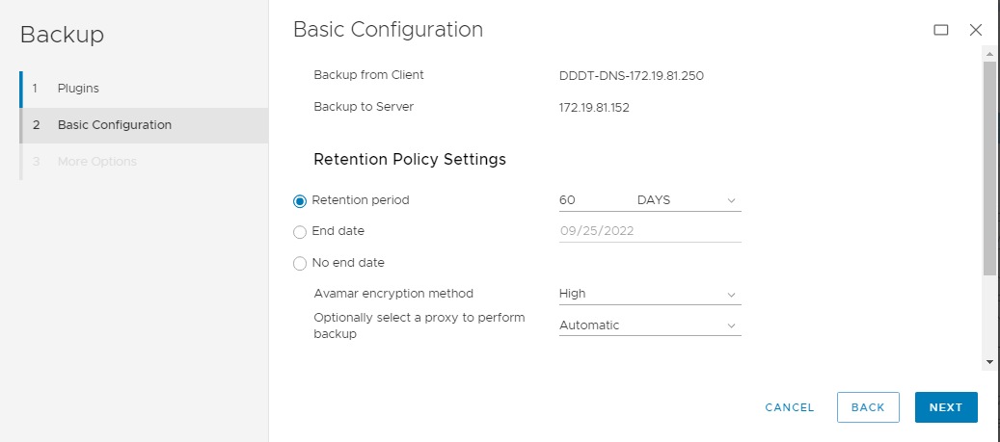 Backup
1 Plugins
2 Basic Configuration
3 More Options
Basic Configuration
Backup from Client DDDT-DNS-172.19.81.250
Backup to Server 172.19.81.152
Retention Policy Settings
Retention period 60 DAYS
End date 09/25/2022
No end date
Avamar encryption method High
Optionally select a proxy to perform
backup Automatic
CANCEL BACK NEXT